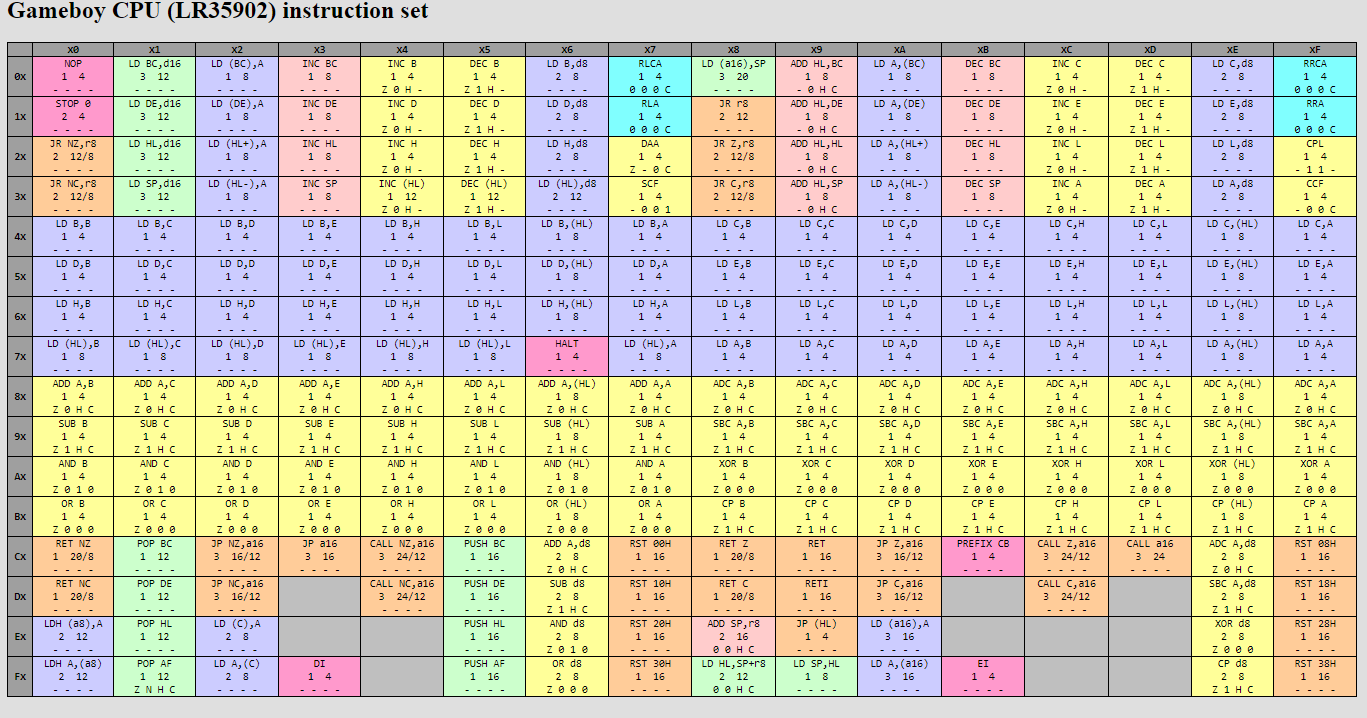 Gameboy CPU (LR35902) instruction set
x0 x1 x2 x3 x4 x5 x6 x7 x8 x9 xA xB xC xD xE xF
NOP LD BC,d16 LD (BC),A INC BC INC B DEC B LD B,d8 RLCA LD (a16),SP ADD HL,BC LD A,(BC) DEC BC INC C DEC C LD C,d8 RRCA
0x 1 4 3 12 1 8 1 8 1 4 1 4 2 8 1 4 3 20 1 8 1 8 1 8 1 4 1 4 2 8 1 4
- - - - - - - - - - - - - - - - Z 0 H - Z 1 H - - - - - 0 0 0 C - - - - - 0 H C - - - - - - - - Z 0 H - Z 1 H - - - - - 0 0 0 C
STOP 0 LD DE,d16 LD (DE),A INC DE INC D DEC D LD D,d8 RLA JR r8 ADD HL,DE LD A,(DE) DEC DE INC E DEC E LD E,d8 RRA
1x 2 4 3 12 1 8 1 8 1 4 1 4 2 8 1 4 2 12 1 8 1 8 1 8 1 4 1 4 2 8 1 4
- - - - - - - - - - - - - - - - Z 0 H - Z 1 H - - - - - 0 0 0 C - - - - - 0 H C - - - - - - - - Z 0 H - Z 1 H - - - - - 0 0 0 C
JR NZ,r8 LD HL,d16 LD (HL+),A INC HL INC H DEC H LD H,d8 DAA JR Z,r8 ADD HL,HL LD A,(HL+) DEC HL INC L DEC L LD L,d8 CPL
2x 2 12/8 3 12 1 8 1 8 1 4 1 4 2 8 1 4 2 12/8 1 8 1 8 1 8 1 4 1 4 2 8 1 4
- - - - - - - - - - - - - - - - Z 0 H - Z 1 H - - - - - Z - 0 C - - - - - 0 H C - - - - - - - - Z 0 H - Z 1 H - - - - - - 1 1 -
JR NC,r8 LD SP,d16 LD (HL-),A INC SP INC (HL) DEC (HL) LD (HL),d8 SCF JR C,r8 ADD HL,SP LD A,(HL-) DEC SP INC A DEC A LD A,d8 CCF
3x 2 12/8 3 12 1 8 1 8 1 12 1 12 2 12 1 4 2 12/8 1 8 1 8 1 8 1 4 1 4 2 8 1 4
- - - - - - - - - - - - - - - - Z 0 H - Z 1 H - - - - - - 0 0 1 - - - - - 0 H C - - - - - - - - Z 0 H - Z 1 H - - - - - - 0 0 C
LD B,B LD B,C LD B,D LD B,E LD B,H LD B,L LD B,(HL) LD B,A LD C,B LD C,C LD C,D LD C,E LD C,H LD C,L LD C,(HL) LD C,A
4x 1 4 1 4 1 4 1 4 1 4 1 4 1 8 1 4 1 4 1 4 1 4 1 4 1 4 1 4 1 8 1 4
- - - - - - - - - - - - - - - - - - - - - - - - - - - - - - - - - - - - - - - - - - - - - - - - - - - - - - - - - - - - - - - -
LD D,B LD D,C LD D,D LD D,E LD D,H LD D,L LD D,(HL) LD D,A LD E,B LD E,C LD E,D LD E,E LD E,H LD E,L LD E,(HL) LD E,A
5x 1 4 1 4 1 4 1 4 1 4 1 4 1 8 1 4 1 4 1 4 1 4 1 4 1 4 1 4 1 8 1 4
- - - - - - - - - - - - - - - - - - - - - - - - - - - - - - - - - - - - - - - - - - - - - - - - - - - - - - - - - - - - - - - -
LD H,B LD H,C LD H,D LD H,E LD H,H LD H,L LD H,(HL) LD H,A LD L,B LD L,C LD L,D LD L,E LD L,H LD L,L LD L,(HL) LD L,A
6x 1 4 1 4 1 4 1 4 1 4 1 4 1 8 1 4 1 4 1 4 1 4 1 4 1 4 1 4 1 8 1 4
- - - - - - - - - - - - - - - - - - - - - - - - - - - - - - - - - - - - - - - - - - - - - - - - - - - - - - - - - - - - - - - -
LD (HL),B LD (HL),C LD (HL),D LD (HL),E LD (HL),H LD (HL),L HALT LD (HL),A LD A,B LD A,C LD A,D LD A,E LD A,H LD A,L LD A,(HL) LD A,A
7x 1 8 1 8 1 8 1 8 1 8 1 8 1 4 1 8 1 4 1 4 1 4 1 4 1 4 1 4 1 8 1 4
- - - - - - - - - - - - - - - - - - - - - - - - - - - - - - - - - - - - - - - - - - - - - - - - - - - - - - - - - - - - - - - -
ADD A,B ADD A,C ADD A,D ADD A,E ADD A,H ADD A,L ADD A,(HL) ADD A,A ADC A,B ADC A,C ADC A,D ADC A,E ADC A,H ADC A,L ADC A,(HL) ADC A,A
8x 1 4 1 4 1 4 1 4 1 4 1 4 1 8 1 4 1 4 1 4 1 4 1 4 1 4 1 4 1 8 1 4
Z 0 H C Z 0 H C Z 0 H C Z 0 H C Z 0 H C Z 0 H C Z 0 H C Z 0 H C Z 0 H C Z 0 H C Z 0 H C Z 0 H C Z 0 H C Z 0 H C Z 0 H C Z 0 H C
SUB B SUB C SUB D SUB E SUB H SUB L SUB (HL) SUB A SBC A,B SBC A,C SBC A,D SBC A,E SBC A,H SBC A,L SBC A,(HL) SBC A,A
9x 1 4 1 4 1 4 1 4 1 4 1 4 1 8 1 4 1 4 1 4 1 4 1 4 1 4 1 4 1 8 1 4
Z 1 H C Z 1 H C Z 1 H C Z 1 H C Z 1 H C Z 1 H C Z 1 H C Z 1 H C Z 1 H C Z 1 H C Z 1 H C Z 1 H C Z 1 H C Z 1 H C Z 1 H C Z 1 H C
AND B AND C AND D AND E AND H AND L AND (HL) AND A XOR B XOR C XOR D XOR E XOR H XOR L XOR (HL) XOR A
Ax 1 4 1 4 1 4 1 4 1 4 1 4 1 8 1 4 1 4 1 4 1 4 1 4 1 4 1 4 1 8 1 4
Z 0 1 0 Z 0 1 0 Z 0 1 0 Z 0 1 0 Z 0 1 0 Z 0 1 0 Z 0 1 0 Z 0 1 0 Z 0 0 0 Z 0 0 0 Z 0 0 0 Z 0 0 0 Z 0 0 0 Z 0 0 0 Z 0 0 0 Z 0 0 0
OR B OR C OR D OR E OR H OR L OR (HL) OR A CP B CP C CP D CP E CP H CP L CP (HL) CP A
Bx 1 4 1 4 1 4 1 4 1 4 1 4 1 8 1 4 1 4 1 4 1 4 1 4 1 4 1 4 1 8 1 4
Z 0 0 0 Z 0 0 0 Z 0 0 0 Z 0 0 0 Z 0 0 0 Z 0 0 0 Z 0 0 0 Z 0 0 0 Z 1 H C Z 1 H C Z 1 H C Z 1 H C Z 1 H C Z 1 H C Z 1 H C Z 1 H C
RET NZ POP BC JP NZ,a16 JP a16 CALL NZ,a16 PUSH BC ADD A,d8 RST 00H RET Z RET JP Z,a16 PREFIX CB CALL Z,a16 CALL a16 ADC A,d8 RST 08H
Cx 1 20/8 1 12 3 16/12 3 16 3 24/12 1 16 2 8 1 16 1 20/8 1 16 3 16/12 1 4 3 24/12 3 24 2 8 1 16
- - - - - - - - - - - - - - - - - - - - - - - - Z 0 H C - - - - - - - - - - - - - - - - - - - - - - - - - - - - Z 0 H C - - - -
RET NC POP DE JP NC,a16 CALL NC,a16 PUSH DE SUB d8 RST 10H RET C RETI JP C,a16 CALL C,a16 SBC A,d8 RST 18H
Dx 1 20/8 1 12 3 16/12 3 24/12 1 16 2 8 1 16 1 20/8 1 16 3 16/12 3 24/12 2 8 1 16
- - - - - - - - - - - - - - - - - - - - Z 1 H C - - - - - - - - - - - - - - - - - - - - Z 1 H C - - - -
LDH (a8),A POP HL LD (C),A PUSH HL AND d8 RST 20H ADD SP,r8 JP (HL) LD (a16),A XOR d8 RST 28H
Ex 2 12 1 12 2 8 1 16 2 8 1 16 2 16 1 4 3 16 2 8 1 16
- - - - - - - - - - - - - - - - Z 0 1 0 - - - - 0 0 H C - - - - - - - - Z 0 0 0 - - - -
LDH A,(a8) POP AF LD A,(C) DI PUSH AF OR d8 RST 30H LD HL,SP+r8 LD SP,HL LD A,(a16) EI CP d8 RST 38H
Fx 2 12 1 12 2 8 1 4 1 16 2 8 1 16 2 12 1 8 3 16 1 4 2 8 1 16
- - - - Z N H C - - - - - - - - - - - - Z 0 0 0 - - - - 0 0 H C - - - - - - - - - - - - Z 1 H C - - - -